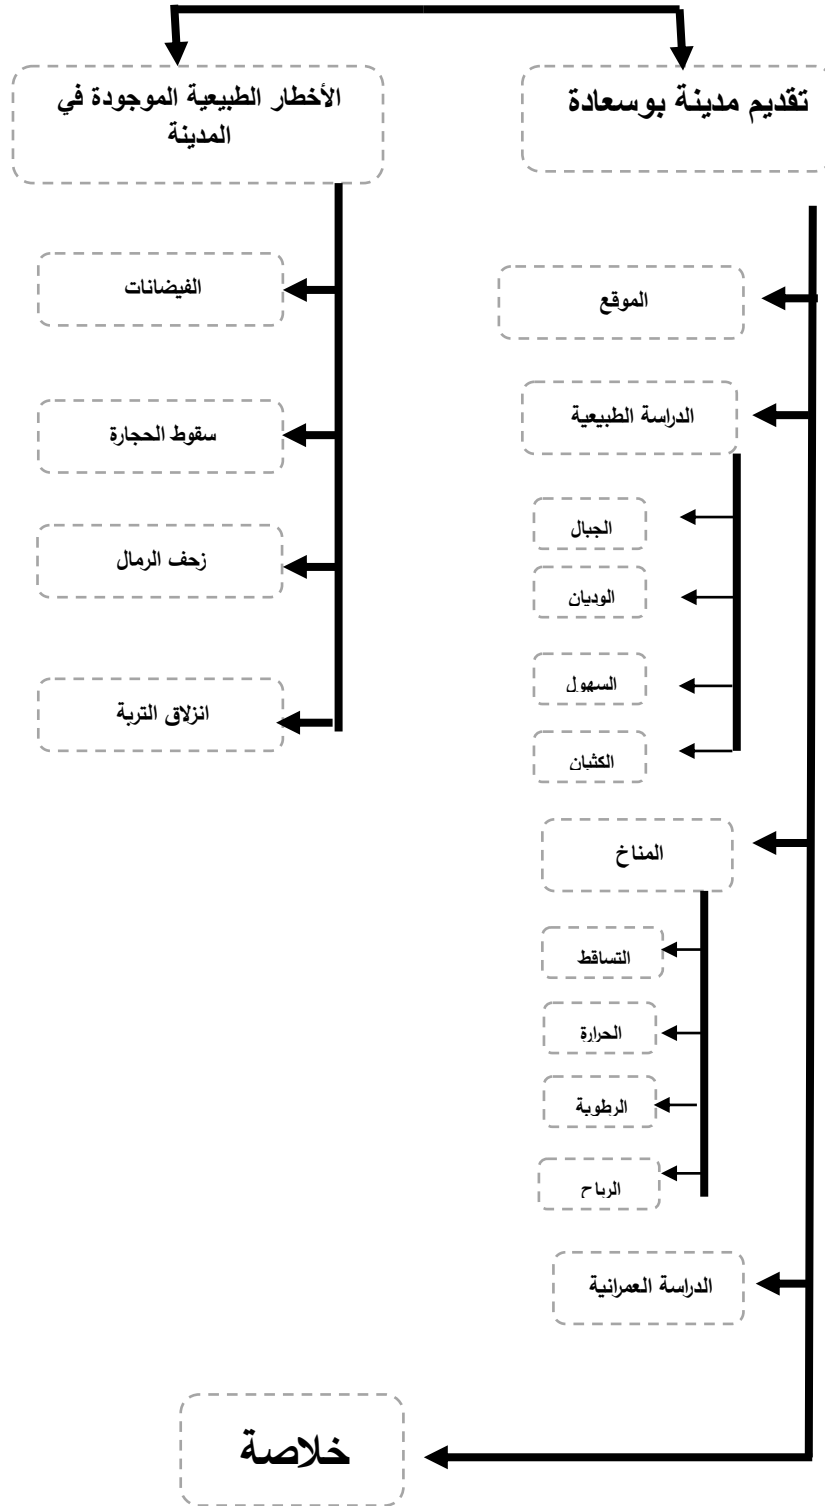 تقديم مدينة بوسعادة
الموقع
الدراسة الطبيعية
الجبال
الوديان
السهول
الكثبان
المناخ
التساقط
الحرارة
الرطوبة
الرياح
الدراسة العمرانية
الأخطار الطبيعية الموجودة في
المدينة
الفيضانات
سقوط الحجارة
زحف الرمال
انزلاق التربة
خلاصة